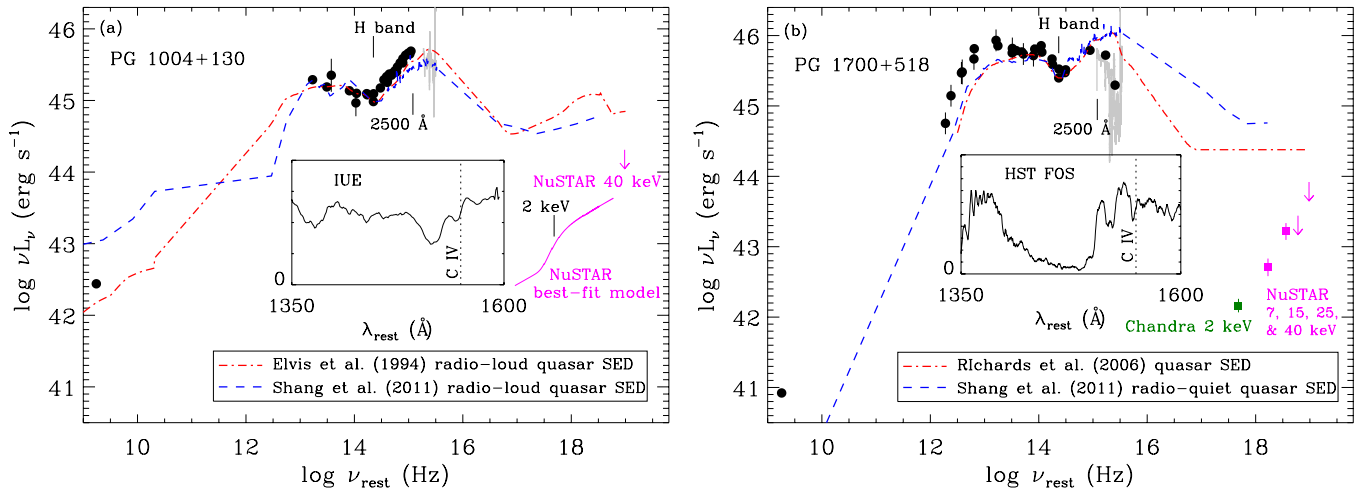 (a)
PG 1004+130
H band
2500 Å
IUE
C IV
0
1350
1600
λrest (Å)
NuSTAR 40 keV
2 keV
NuSTAR
best-fit model
Elvis et al. (1994) radio-loud quasar SED
Shang et al. (2011) radio-loud quasar SED
46
45
44
43
42
41
log νLν (erg s⁻¹)
10
12
14
16
18
log νrest (Hz)
(b)
PG 1700+518
H band
2500 Å
HST FOS
C IV
0
1350
1600
λrest (Å)
Chandra 2 keV
NuSTAR
7, 15, 25,
& 40 keV
RIchards et al. (2006) quasar SED
Shang et al. (2011) radio-quiet quasar SED
46
45
44
43
42
41
log νLν (erg s⁻¹)
10
12
14
16
18
log νrest (Hz)